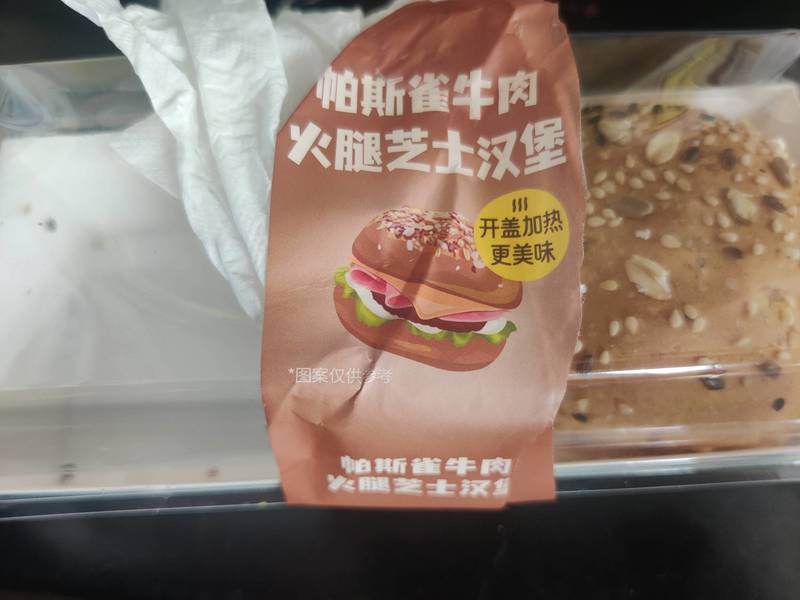 帕斯雀牛肉
火腿芝士汉堡
开盖加热
更美味
*图案仅供参考
帕斯雀牛肉
火腿芝士汉堡